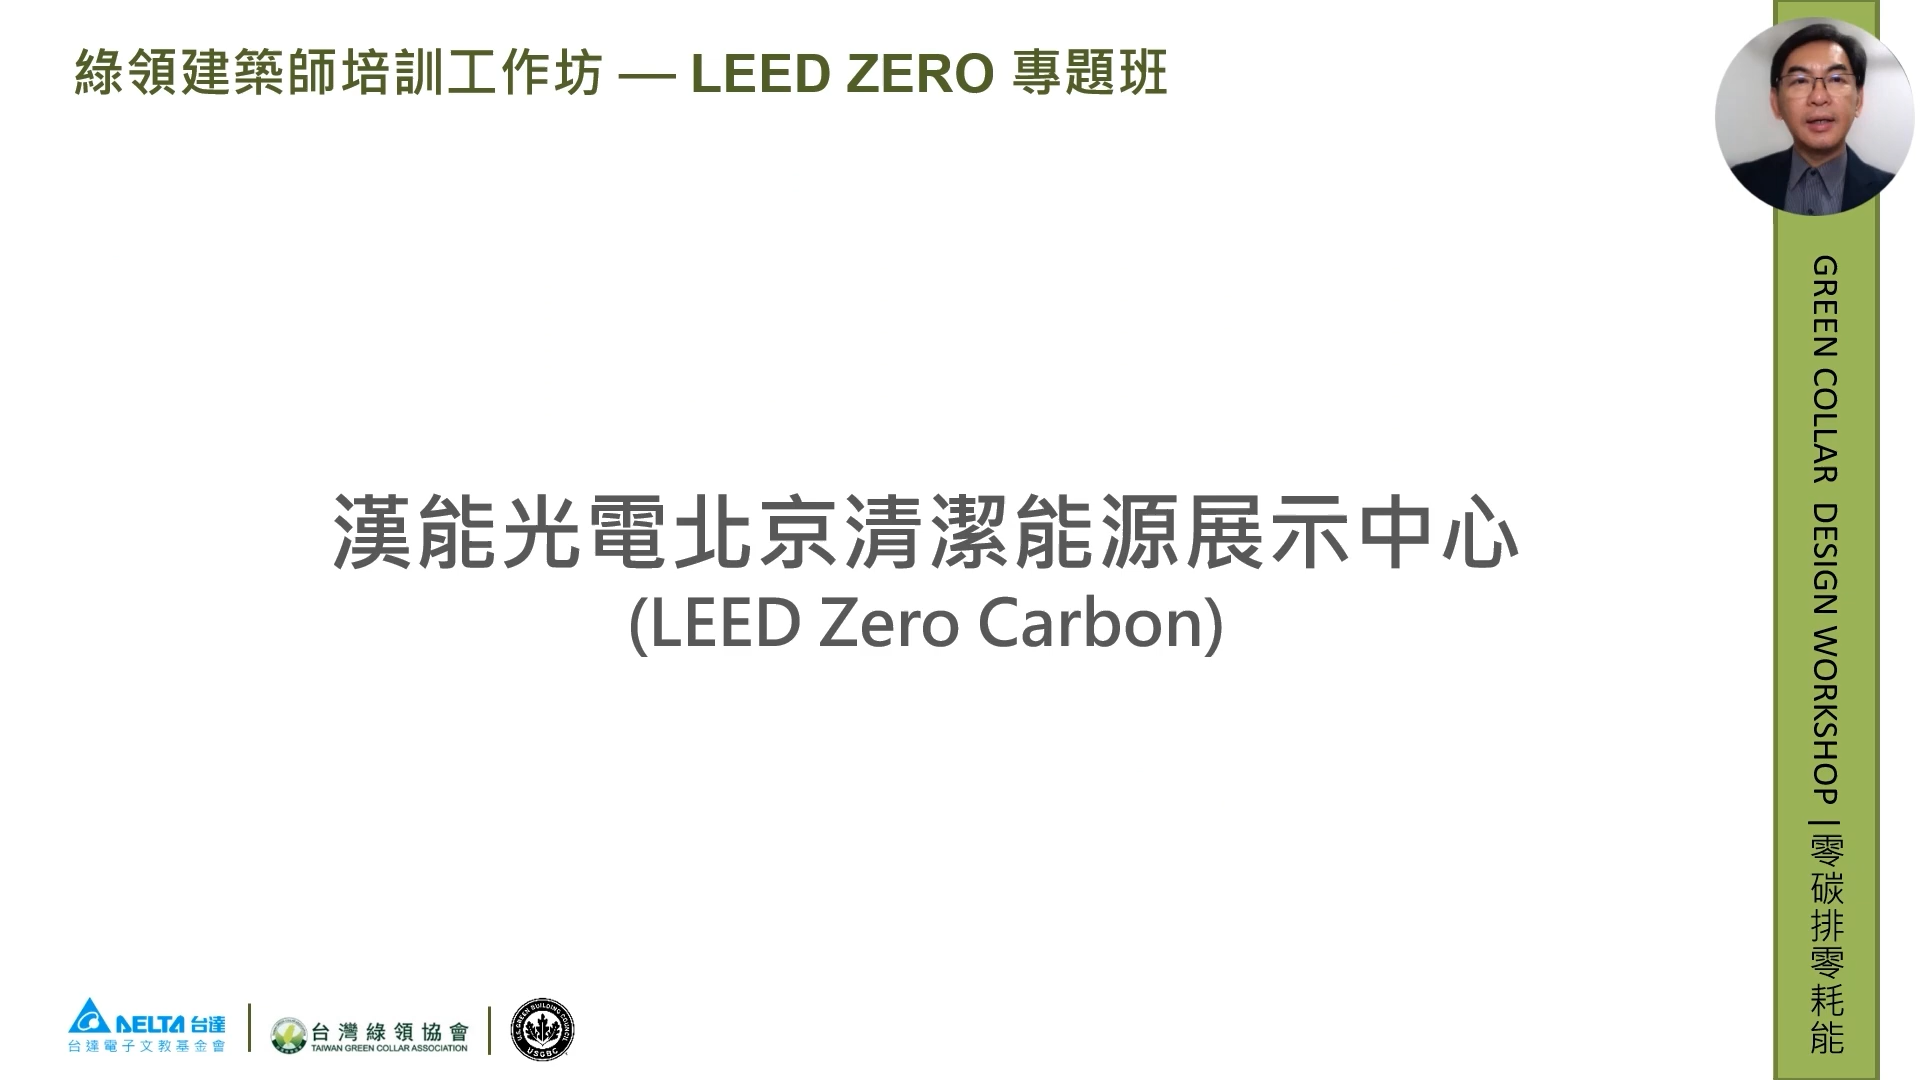 綠領建築師培訓工作坊 — LEED ZERO 專題班
漢能光電北京清潔能源展示中心
(LEED Zero Carbon)
GREEN COLLAR DESIGN WORKSHOP |零碳排零耗能
DELTA 台達
台達電子文教基金會
台灣綠領協會
TAIWAN GREEN COLLAR ASSOCIATION
U.S. GREEN BUILDING COUNCIL
USGBC